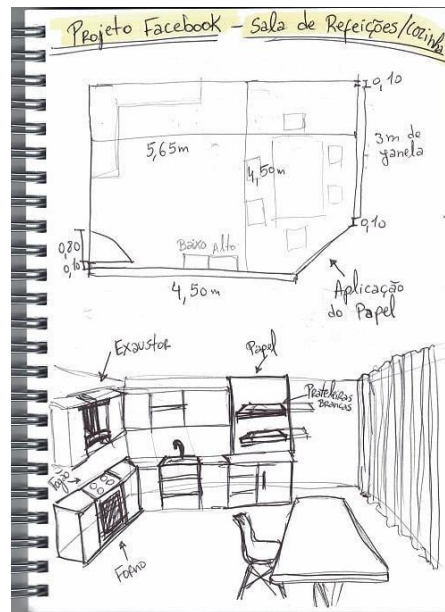 Projeto Facebook - Sala de Refeições/Cozinha
0,10
5,65m
4,50m
3m de
janela
0,80
0,10
Baixo Alto
0,10
4,50m
Aplicação
do Papel
Exaustor
Papel
Prateleiras
Brancas
Fogão
Forno